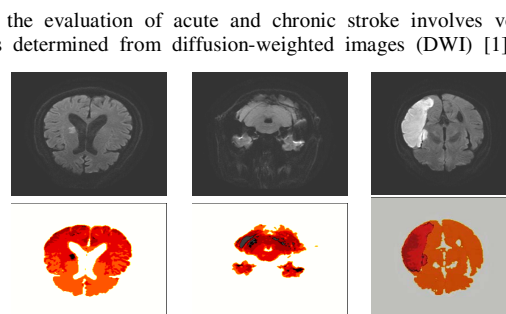 the evaluation of acute and chronic stroke involves
determined from diffusion-weighted images (DWI) [1]